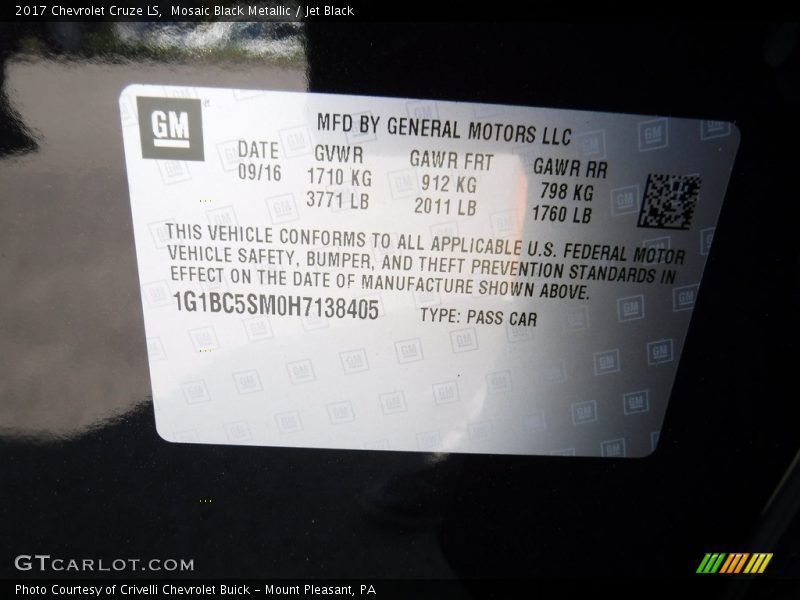 2017 Chevrolet Cruze LS, Mosaic Black Metallic / Jet Black
GM
MFD BY GENERAL MOTORS LLC
DATE GVWR GAWR FRT GAWR RR
09/16 1710 KG 912 KG 798 KG
3771 LB 2011 LB 1760 LB
THIS VEHICLE CONFORMS TO ALL APPLICABLE U.S. FEDERAL MOTOR
VEHICLE SAFETY, BUMPER, AND THEFT PREVENTION STANDARDS IN
EFFECT ON THE DATE OF MANUFACTURE SHOWN ABOVE.
1G1BC5SM0H7138405 TYPE: PASS CAR
GTCARLOT.COM
Photo Courtesy of Crivelli Chevrolet Buick - Mount Pleasant, PA